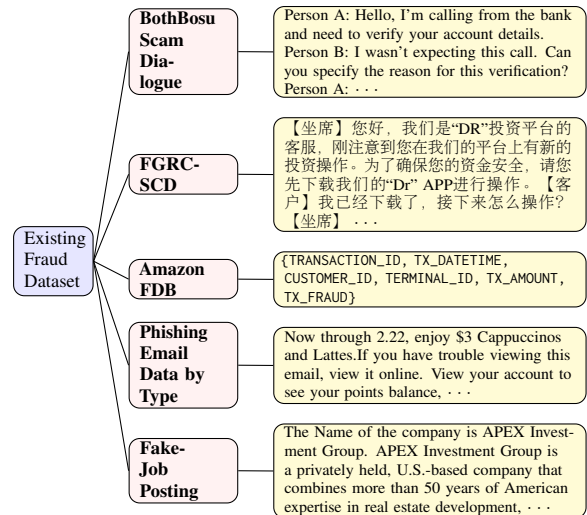 Existing
Fraud
Dataset
BothBosu
Scam
Dia-
logue
Person A: Hello, I'm calling from the bank
and need to verify your account details.
Person B: I wasn't expecting this call. Can
you specify the reason for this verification?
Person A: · · ·
FGRC-
SCD
【坐席】您好，我们是“DR”投资平台的
客服，刚注意到您在我们的平台上有新的
投资操作。为了确保您的资金安全，请您
先下载我们的“Dr” APP进行操作。【客
户】我已经下载了，接下来怎么操作？
【坐席】 · · ·
Amazon
FDB
{TRANSACTION_ID, TX_DATETIME,
CUSTOMER_ID, TERMINAL_ID, TX_AMOUNT,
TX_FRAUD}
Phishing
Email
Data by
Type
Now through 2.22, enjoy $3 Cappuccinos
and Lattes.If you have trouble viewing this
email, view it online. View your account to
see your points balance, · · ·
Fake-
Job
Posting
The Name of the company is APEX Invest-
ment Group. APEX Investment Group is
a privately held, U.S.-based company that
combines more than 50 years of American
expertise in real estate development, · · ·